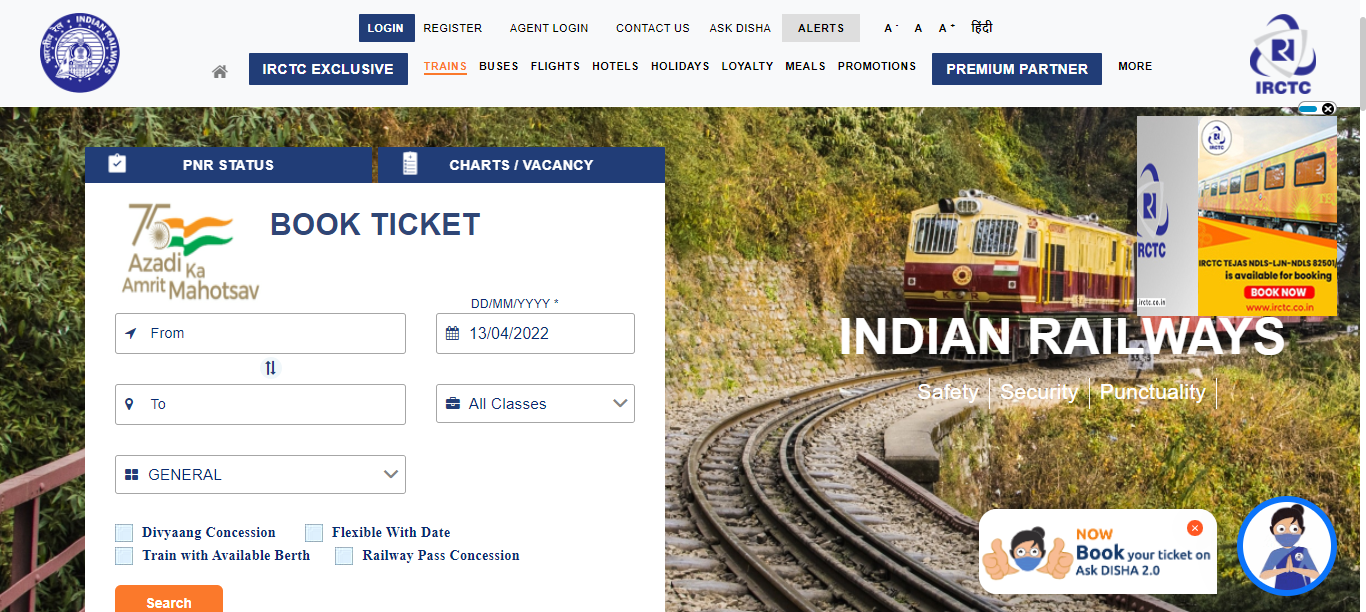 LOGIN REGISTER AGENT LOGIN CONTACT US ASK DISHA ALERTS A- A A+ हिंदी
INDIAN RAILWAYS
भारतीय रेल
IRCTC EXCLUSIVE TRAINS BUSES FLIGHTS HOTELS HOLIDAYS LOYALTY MEALS PROMOTIONS PREMIUM PARTNER MORE
IRCTC
PNR STATUS CHARTS / VACANCY
75
Azadi Ka
Amrit Mahotsav
BOOK TICKET
DD/MM/YYYY *
From 13/04/2022
To All Classes
GENERAL
Divyaang Concession Flexible With Date
Train with Available Berth Railway Pass Concession
Search
IRCTC
IRCTC
irctc.co.in
IRCTC TEJAS NDLS-LJN-NDLS 82501/
is available for booking
BOOK NOW
www.irctc.co.in
INDIAN RAILWAYS
Safety Security Punctuality
NOW
Book your ticket on
Ask DISHA 2.0